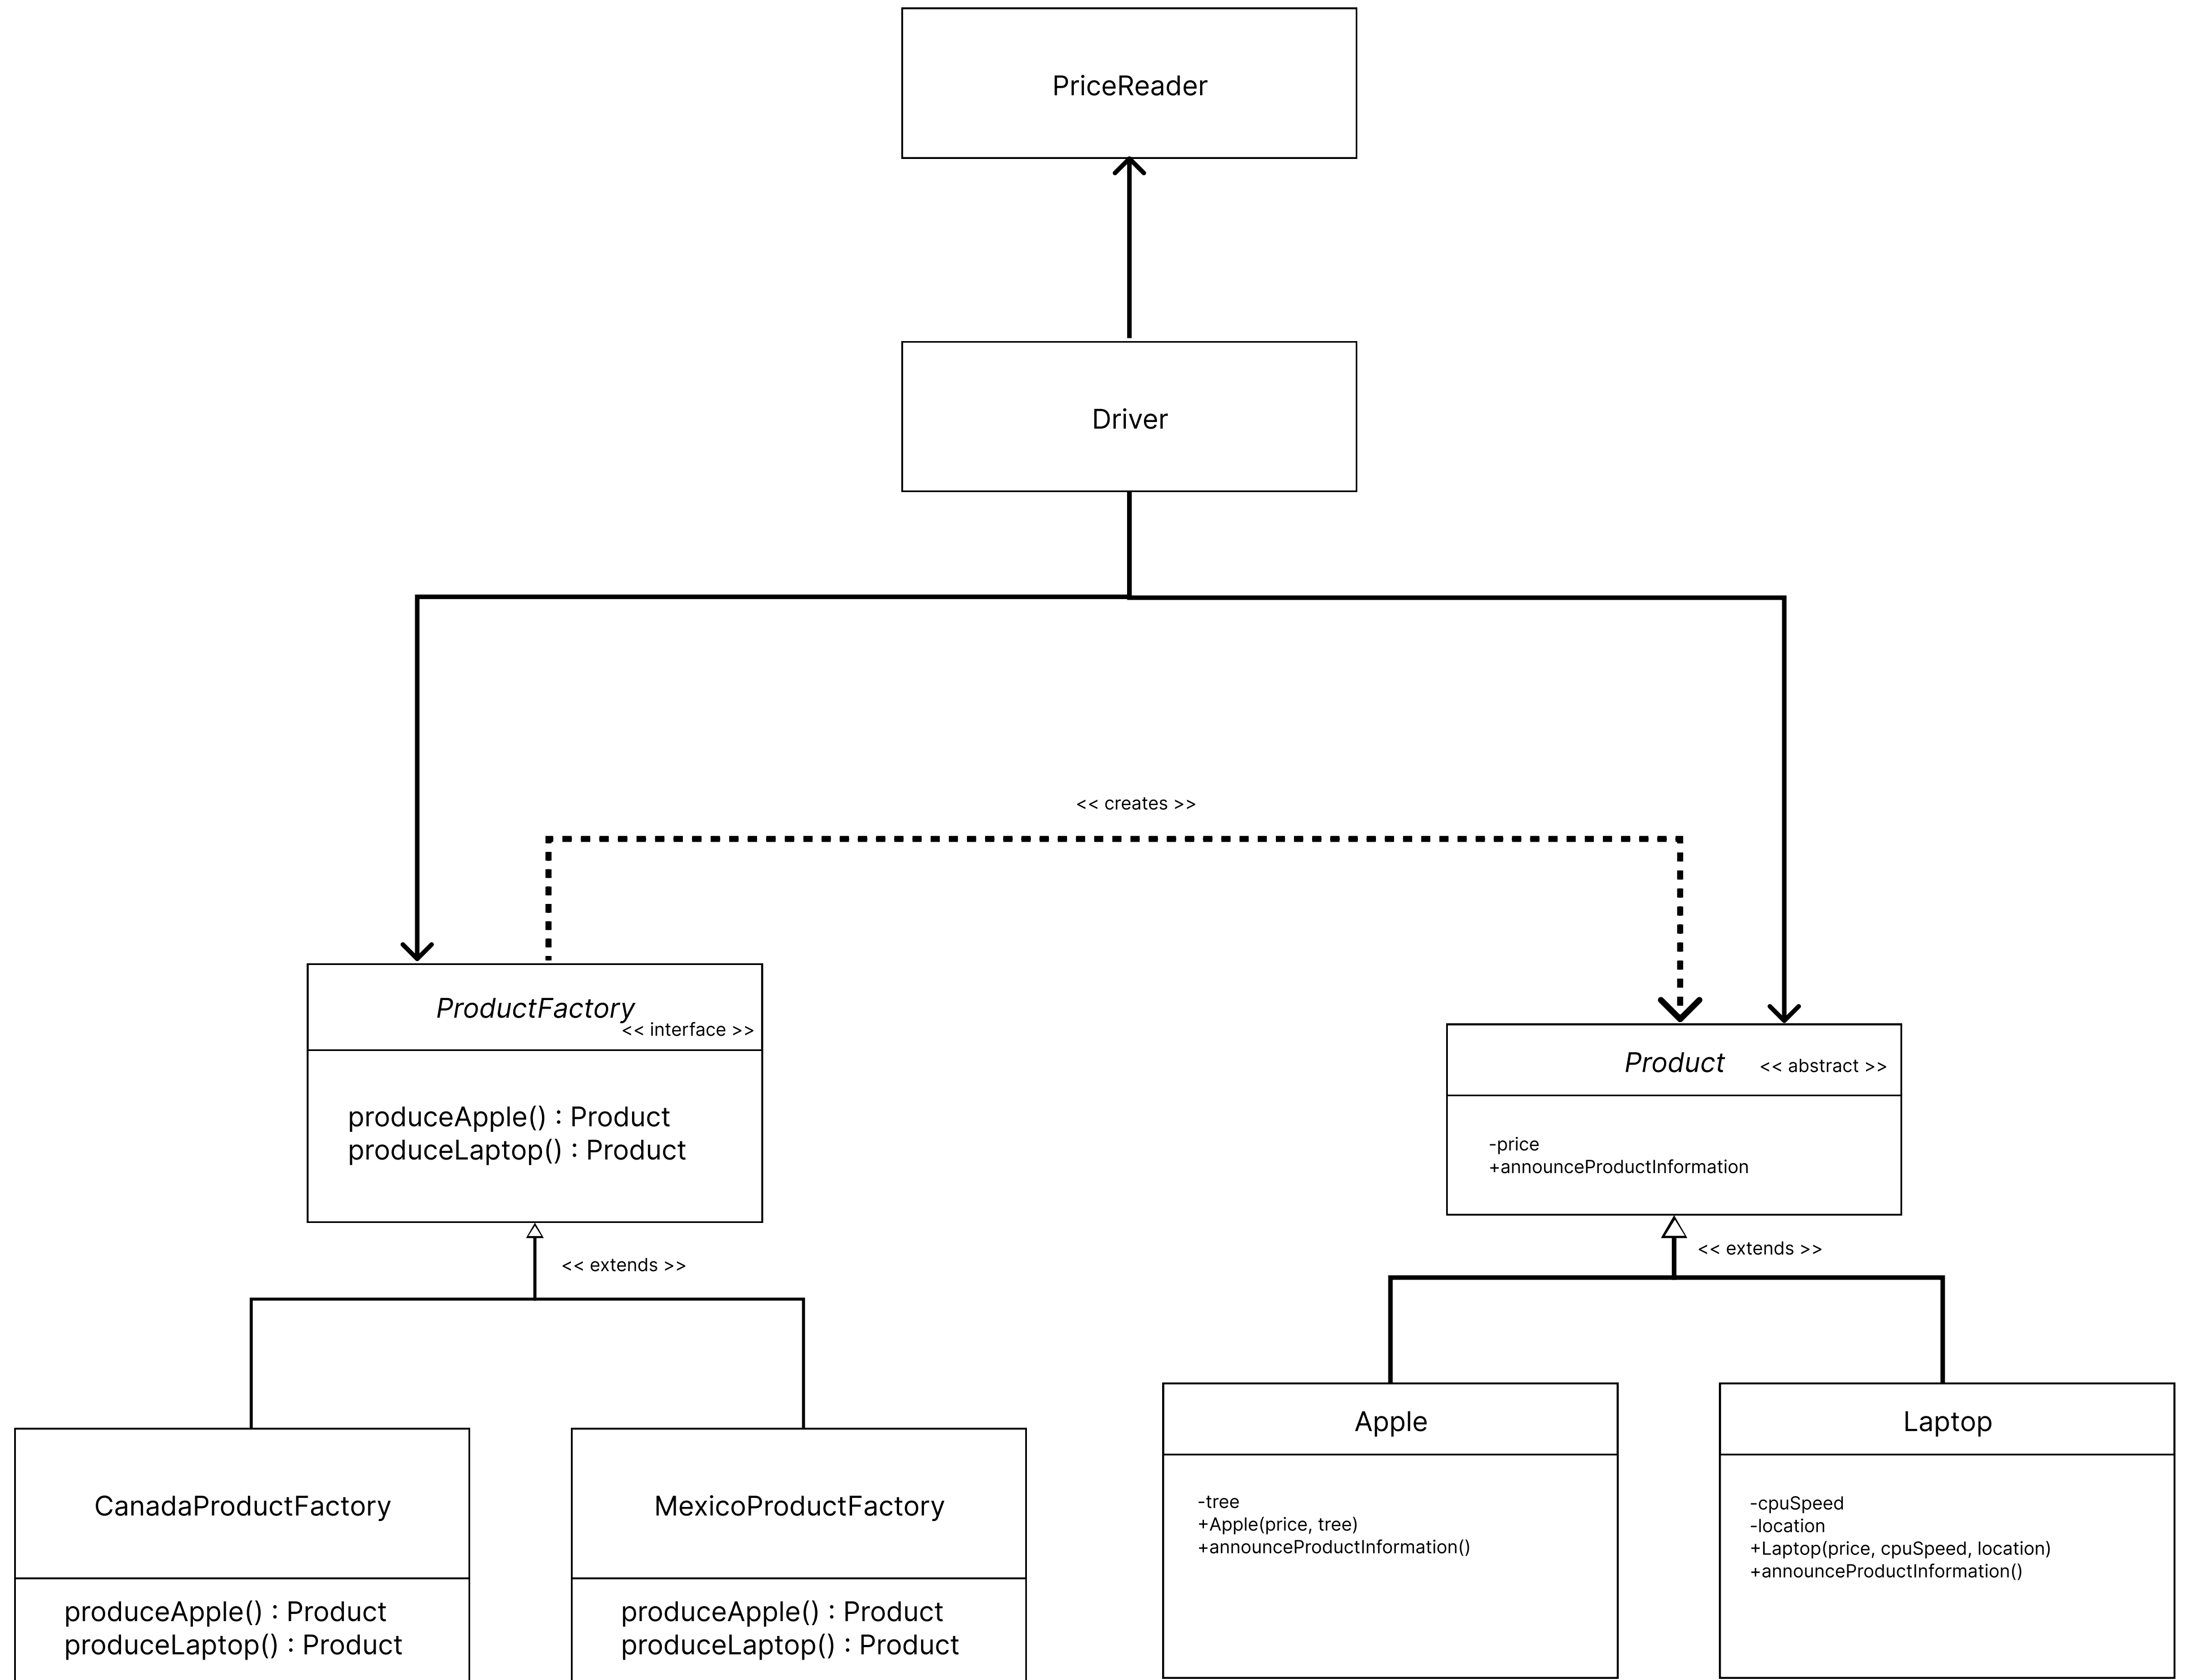 PriceReader
Driver
<< creates >>
ProductFactory
<< interface >>
produceApple() : Product
produceLaptop() : Product
<< extends >>
Product
<< abstract >>
-price
+announceProductInformation
<< extends >>
CanadaProductFactory
produceApple() : Product
produceLaptop() : Product
MexicoProductFactory
produceApple() : Product
produceLaptop() : Product
Apple
-tree
+Apple(price, tree)
+announceProductInformation()
Laptop
-cpuSpeed
-location
+Laptop(price, cpuSpeed, location)
+announceProductInformation()